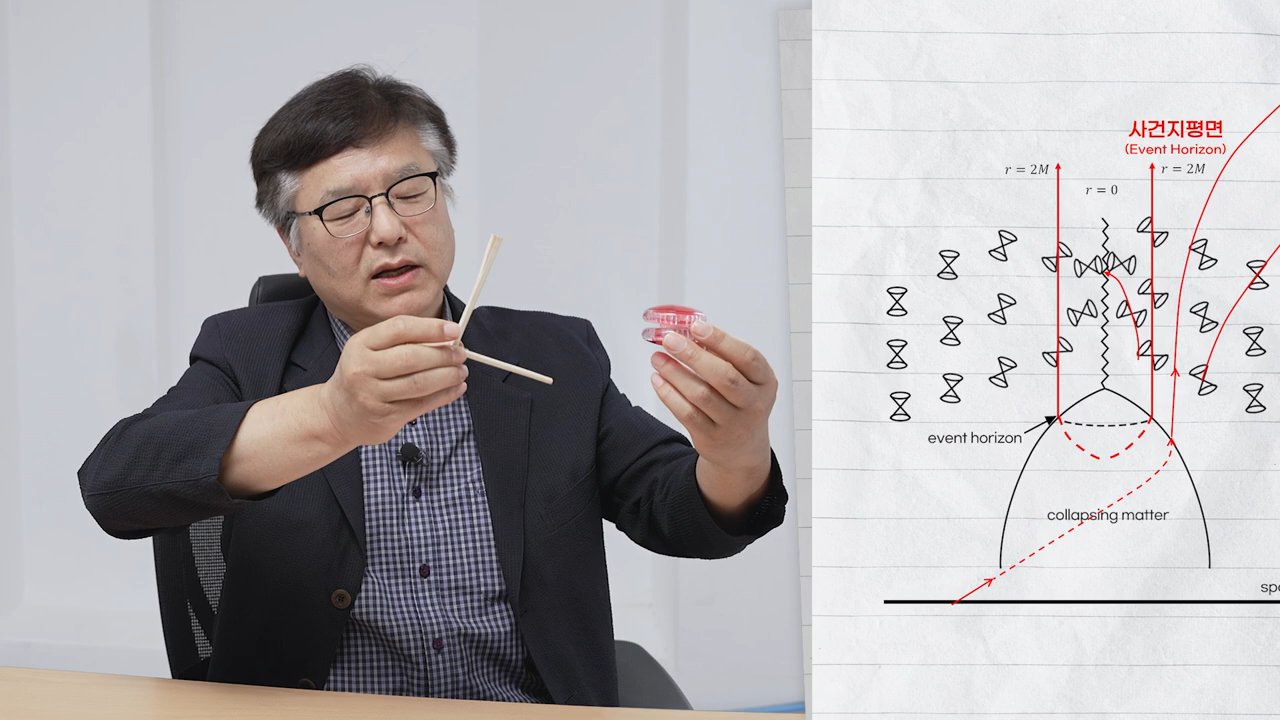 사건지평면
(Event Horizon)
r = 2M
r = 2M
r = 0
event horizon
collapsing matter